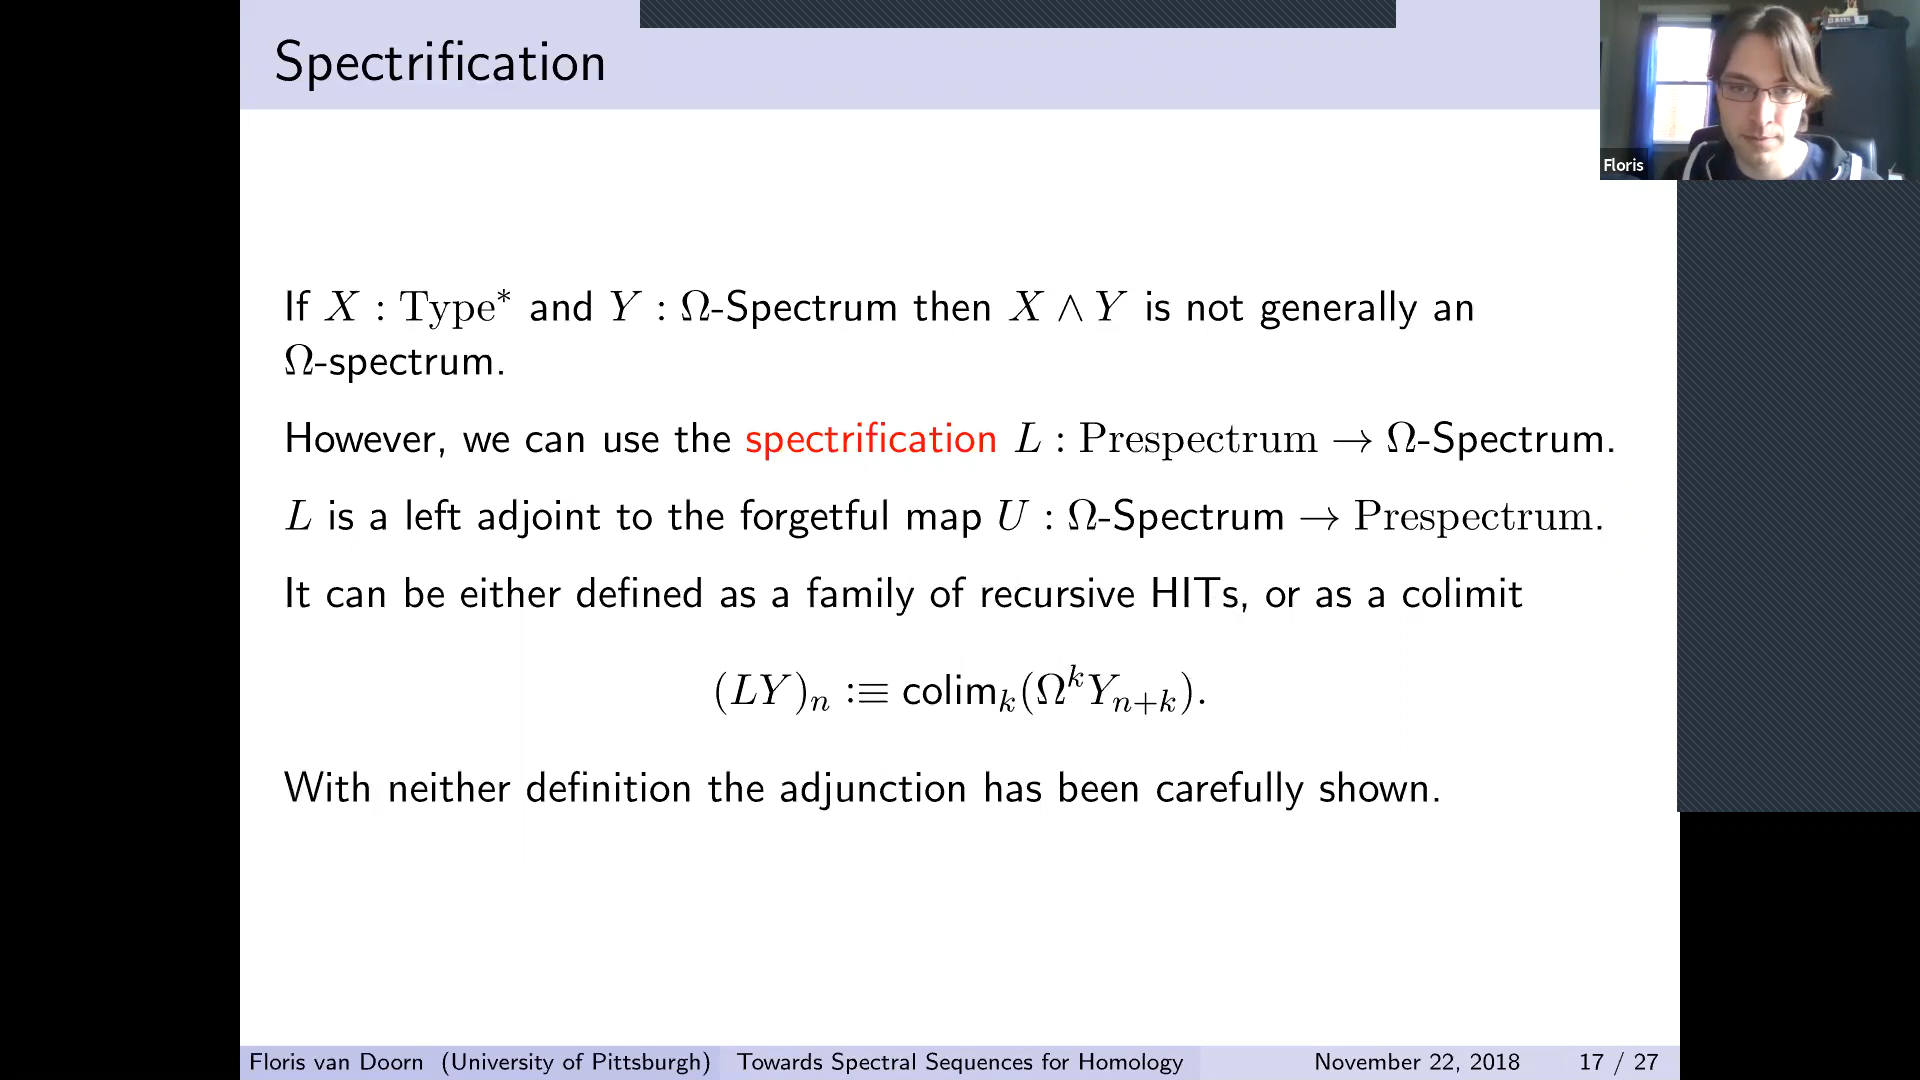 Spectrification
Floris
If X : Type* and Y : Ω-Spectrum then X ∧ Y is not generally an
Ω-spectrum.
However, we can use the spectrification L : Prespectrum → Ω-Spectrum.
L is a left adjoint to the forgetful map U : Ω-Spectrum → Prespectrum.
It can be either defined as a family of recursive HITs, or as a colimit
(LY)_n :≡ colim_k(Ω^k Y_{n+k}).
With neither definition the adjunction has been carefully shown.
Floris van Doorn (University of Pittsburgh) Towards Spectral Sequences for Homology November 22, 2018 17 / 27